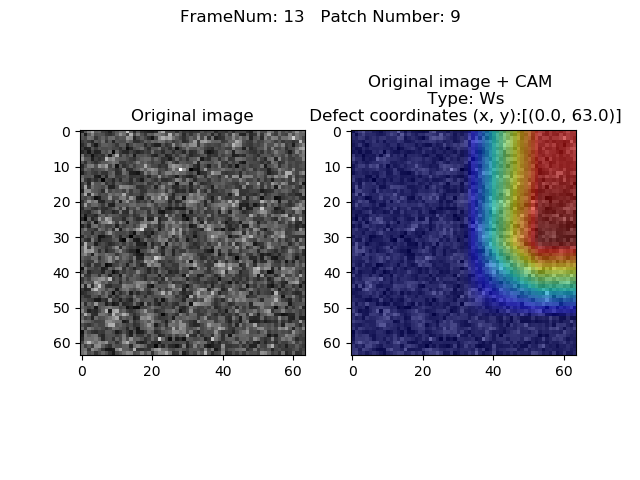 FrameNum: 13   Patch Number: 9
Original image
Original image + CAM
Type: Ws
Defect coordinates (x, y):[(0.0, 63.0)]
0
10
20
30
40
50
60
0 20 40 60
0
10
20
30
40
50
60
0 20 40 60